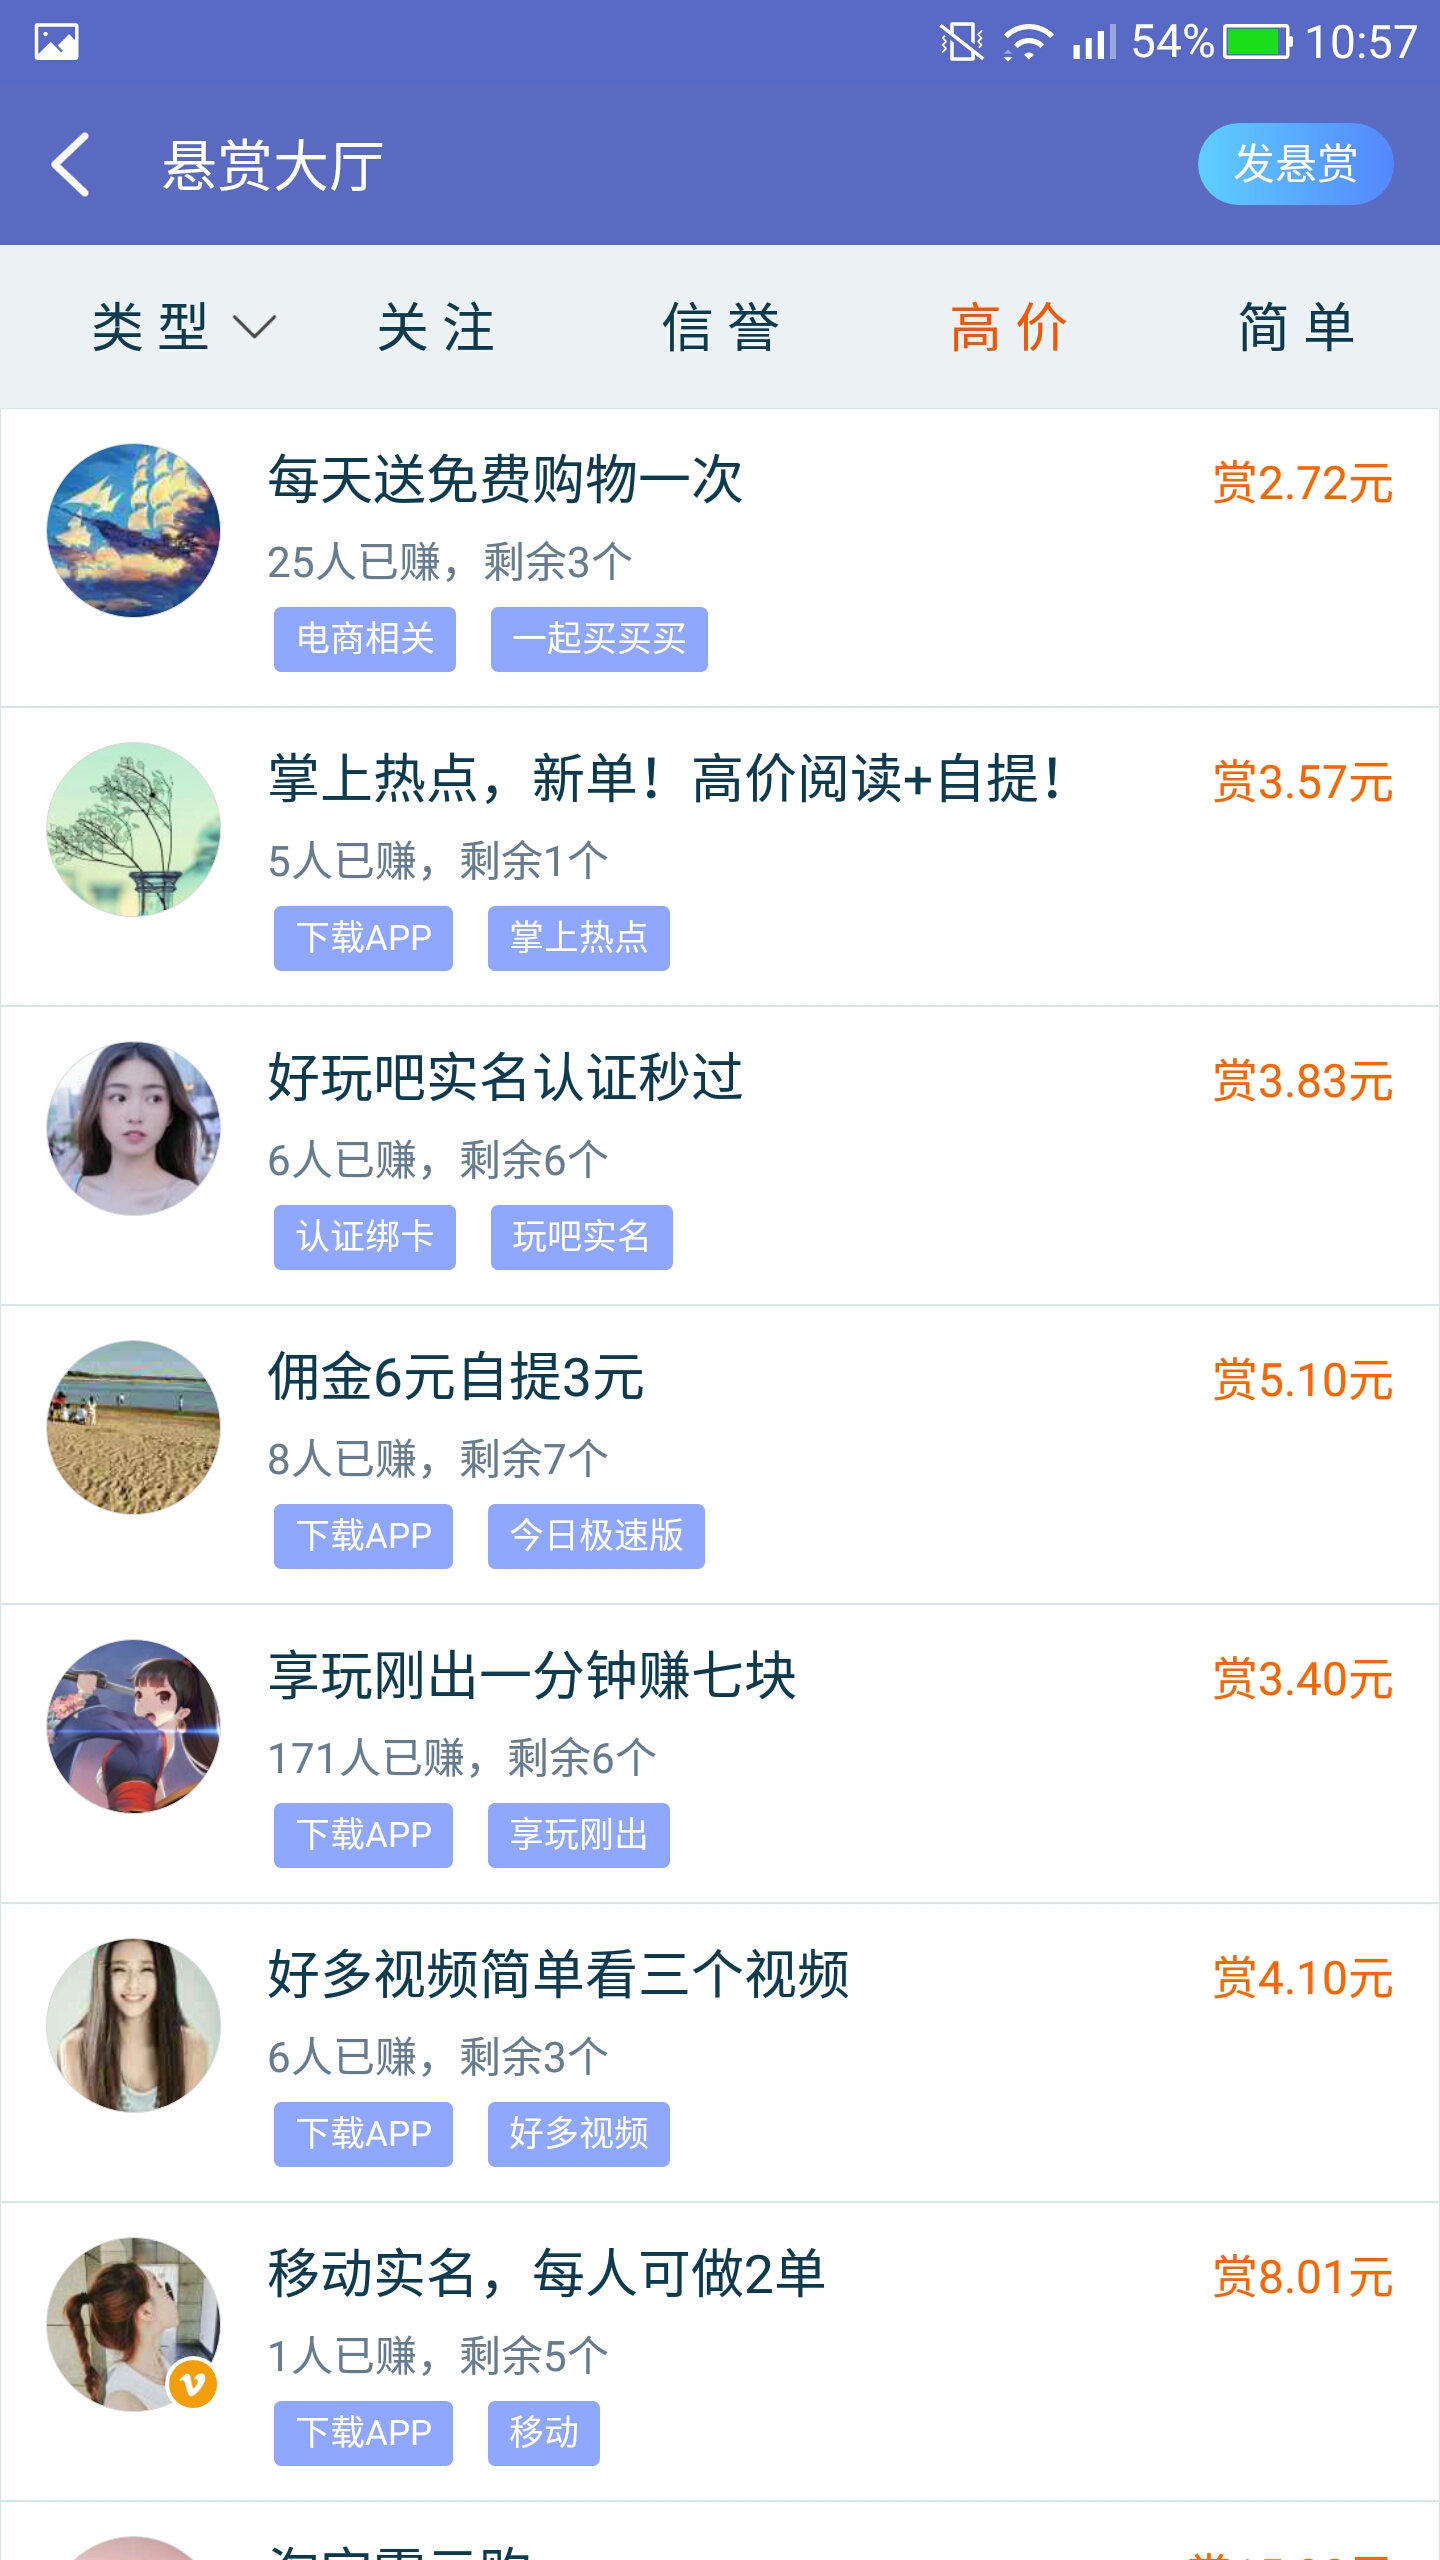 54% 10:57
悬赏大厅 发悬赏
类型 关注 信誉 高价 简单
每天送免费购物一次 赏2.72元
25人已赚，剩余3个
电商相关 一起买买买
掌上热点，新单！高价阅读+自提！ 赏3.57元
5人已赚，剩余1个
下载APP 掌上热点
好玩吧实名认证秒过 赏3.83元
6人已赚，剩余6个
认证绑卡 玩吧实名
佣金6元自提3元 赏5.10元
8人已赚，剩余7个
下载APP 今日极速版
享玩刚出一分钟赚七块 赏3.40元
171人已赚，剩余6个
下载APP 享玩刚出
好多视频简单看三个视频 赏4.10元
6人已赚，剩余3个
下载APP 好多视频
移动实名，每人可做2单 赏8.01元
1人已赚，剩余5个
下载APP 移动